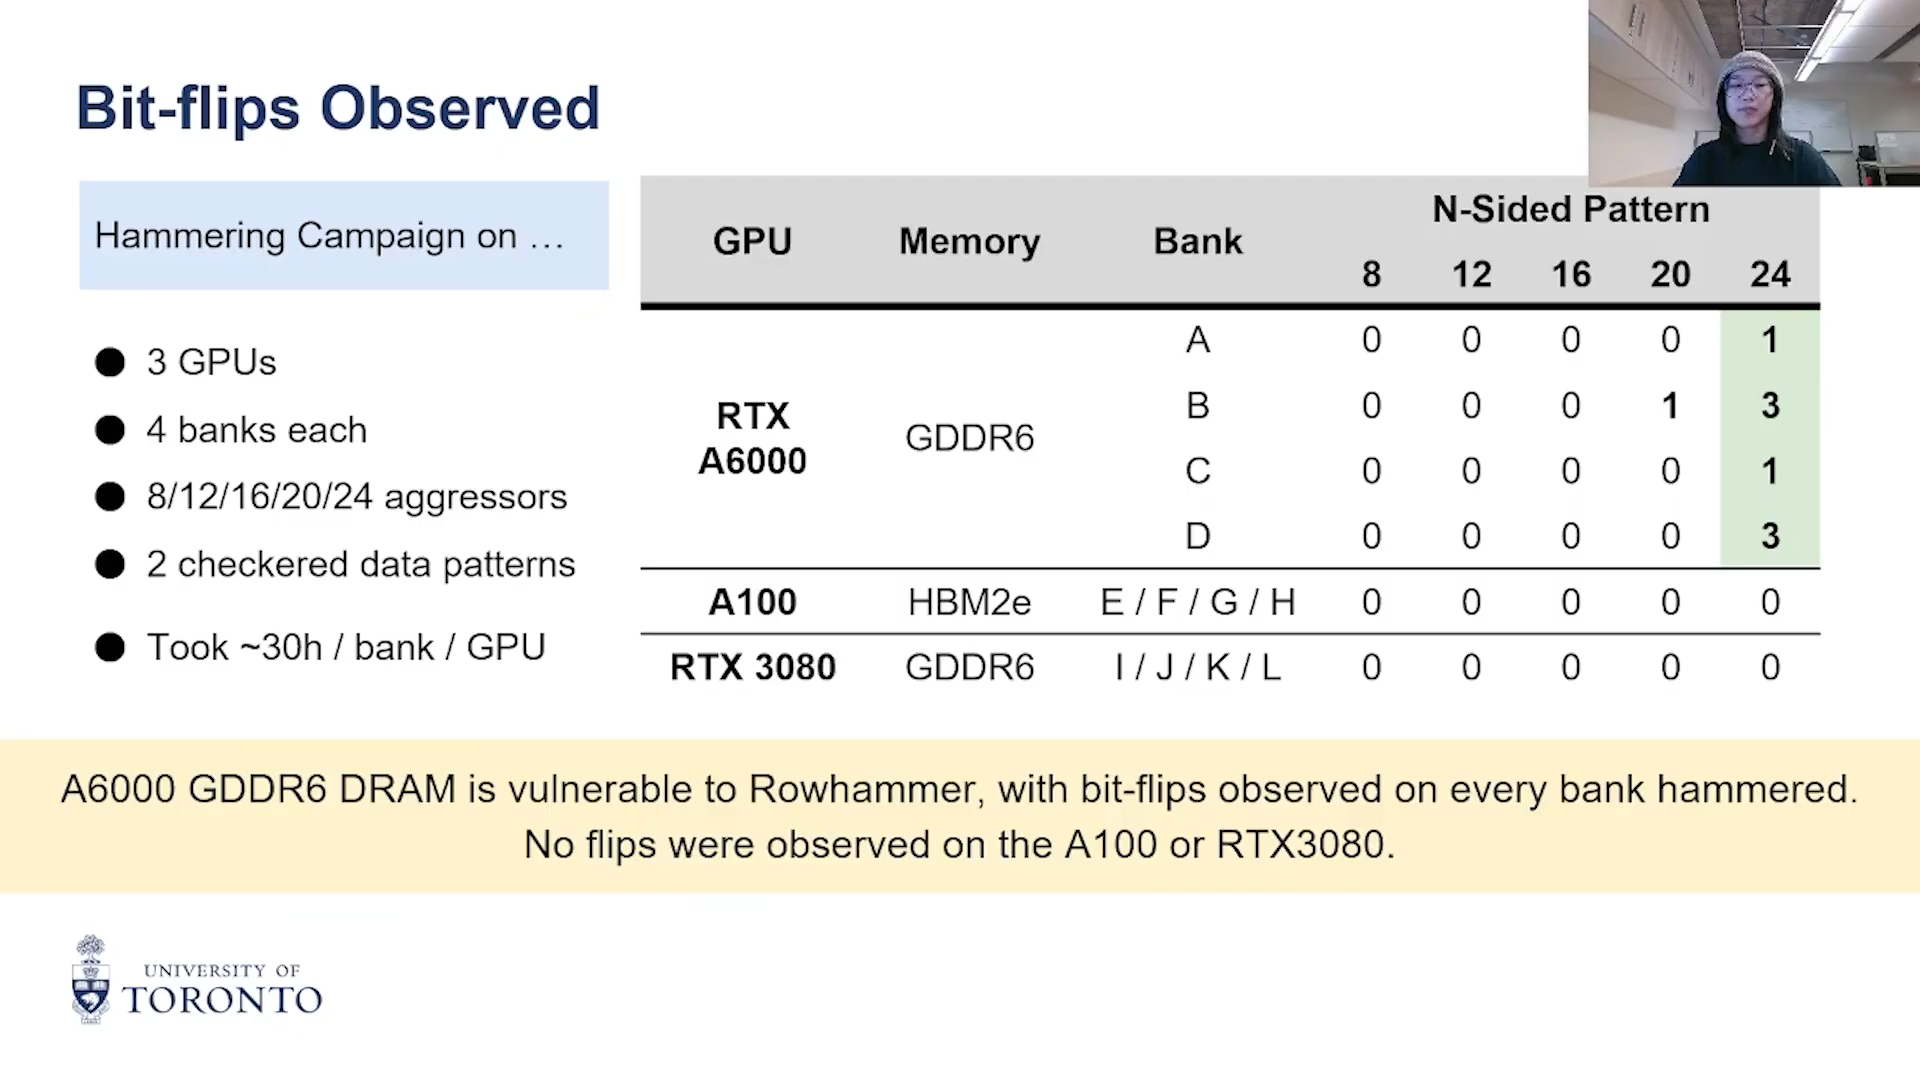 Bit-flips Observed
Hammering Campaign on …
3 GPUs
4 banks each
8/12/16/20/24 aggressors
2 checkered data patterns
Took ~30h / bank / GPU
GPU Memory Bank N-Sided Pattern
8 12 16 20 24
RTX A6000 GDDR6
A 0 0 0 0 1
B 0 0 0 1 3
C 0 0 0 0 1
D 0 0 0 0 3
A100 HBM2e E / F / G / H 0 0 0 0 0
RTX 3080 GDDR6 I / J / K / L 0 0 0 0 0
A6000 GDDR6 DRAM is vulnerable to Rowhammer, with bit-flips observed on every bank hammered.
No flips were observed on the A100 or RTX3080.
UNIVERSITY OF
TORONTO